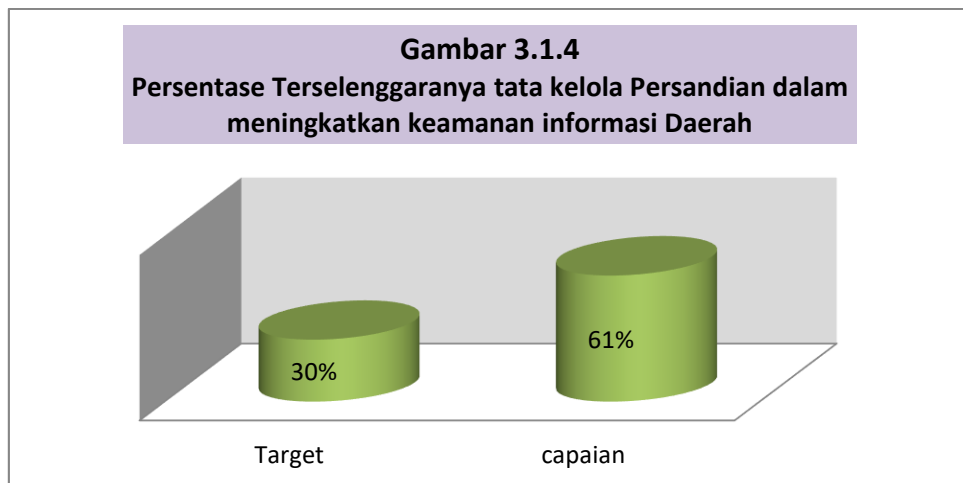 Gambar 3.1.4
Persentase Terselenggaranya tata kelola Persandian dalam
meningkatkan keamanan informasi Daerah
30%
61%
Target
capaian